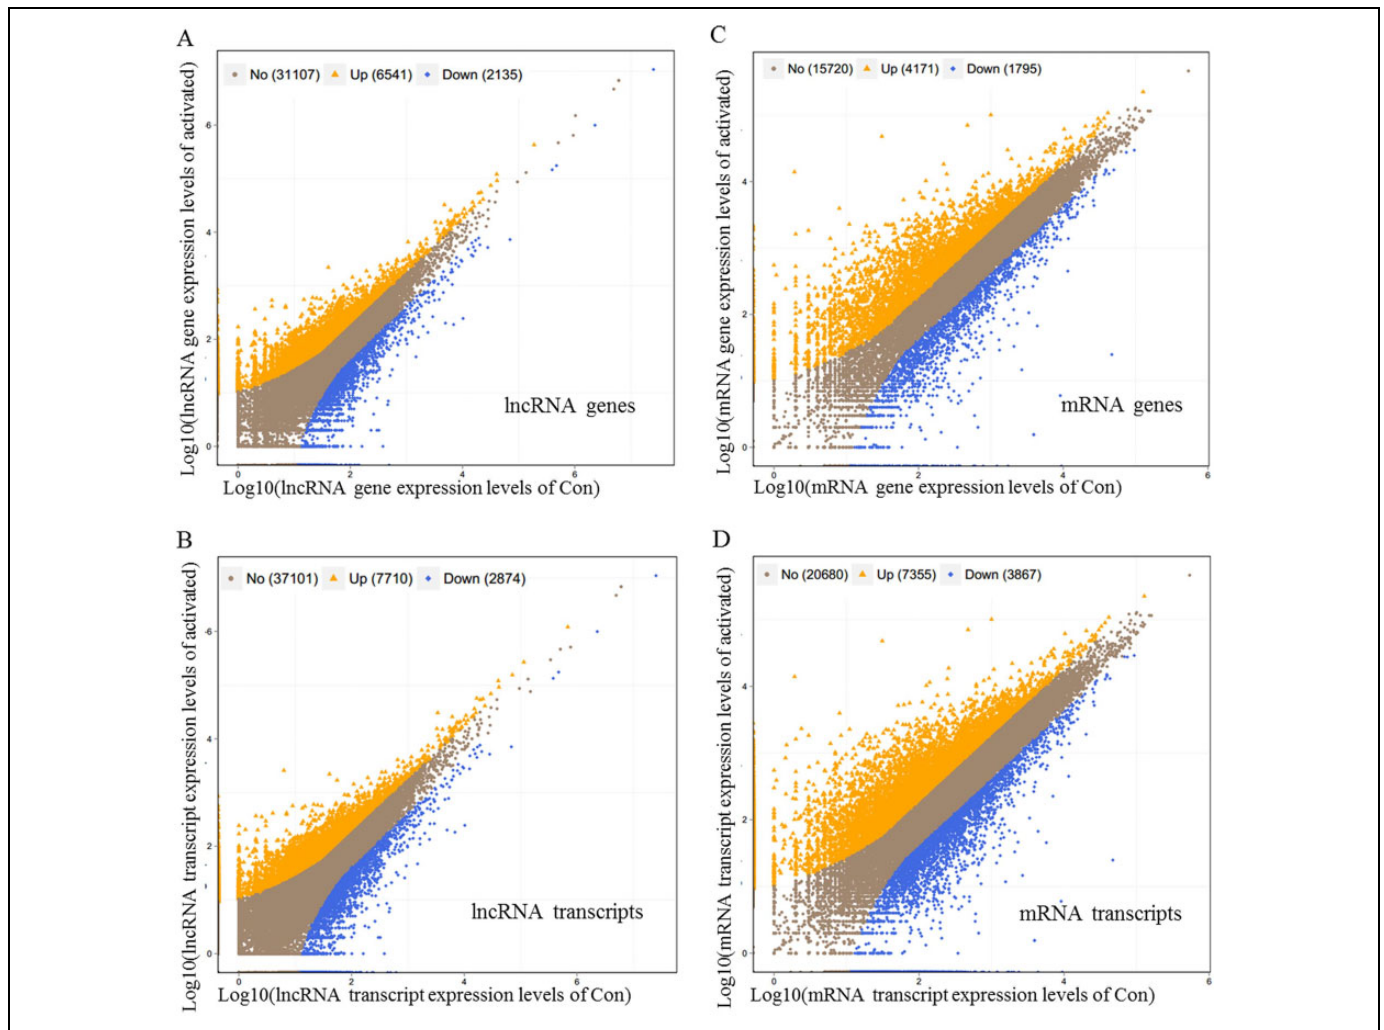 A
No (31107) Up (6541) Down (2135)
Log10(lncRNA gene expression levels of activated)
6
4
2
0
lncRNA genes
0 2 4 6
Log10(lncRNA gene expression levels of Con)
C
No (15720) Up (4171) Down (1795)
Log10(mRNA gene expression levels of activated)
4
2
0
mRNA genes
2 4 6
Log10(mRNA gene expression levels of Con)
B
No (37101) Up (7710) Down (2874)
Log10(lncRNA transcript expression levels of activated)
6
4
2
0
lncRNA transcripts
0 2 4 6
Log10(lncRNA transcript expression levels of Con)
D
No (20680) Up (7355) Down (3867)
Log10(mRNA transcript expression levels of activated)
4
2
0
mRNA transcripts
2 4 6
Log10(mRNA transcript expression levels of Con)